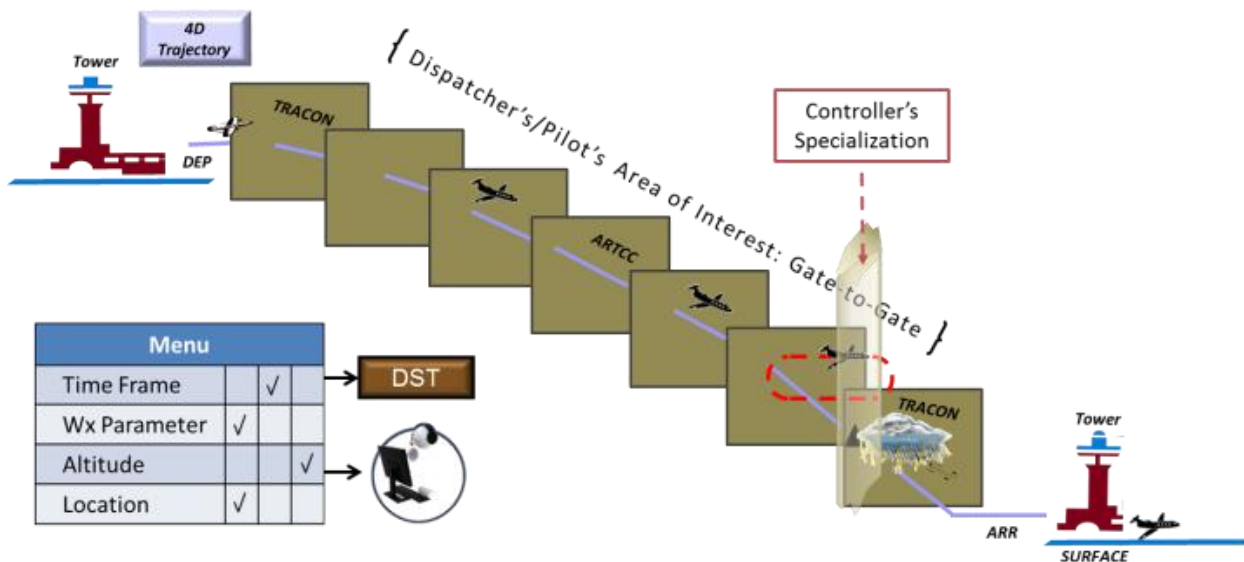 4D
Trajectory
Tower
TRACON
DEP
{ Dispatcher's/Pilot's Area of Interest: Gate-to-Gate }
Controller's
Specialization
ARTCC
Menu
Time Frame √
Wx Parameter √
Altitude √
Location √
DST
TRACON
Tower
ARR
SURFACE